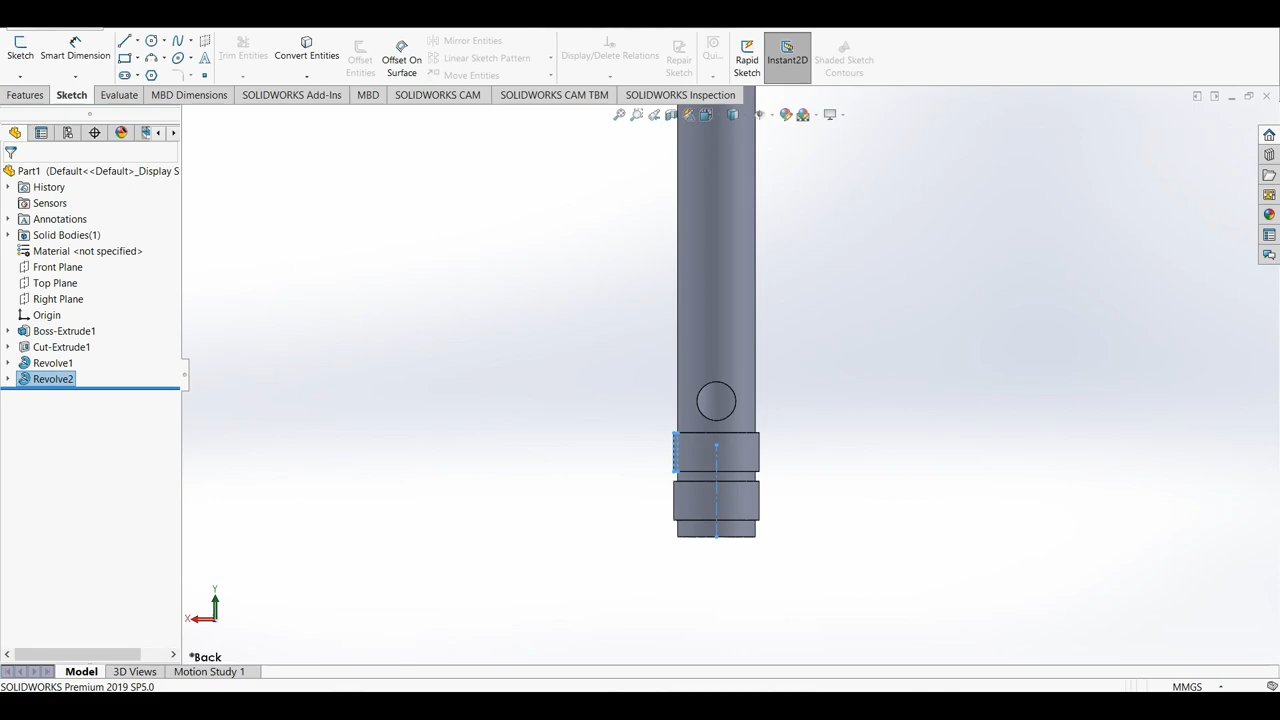 Sketch
Smart Dimension
Trim Entities
Convert Entities
Offset Entities
Offset On Surface
Mirror Entities
Linear Sketch Pattern
Move Entities
Display/Delete Relations
Repair Sketch
Qui...
Rapid Sketch
Instant2D
Shaded Sketch Contours
Features
Sketch
Evaluate
MBD Dimensions
SOLIDWORKS Add-Ins
MBD
SOLIDWORKS CAM
SOLIDWORKS CAM TBM
SOLIDWORKS Inspection
Part1 (Default<<Default>_Display S
History
Sensors
Annotations
Solid Bodies(1)
Material <not specified>
Front Plane
Top Plane
Right Plane
Origin
Boss-Extrude1
Cut-Extrude1
Revolve1
Revolve2
Y
X
*Back
Model
3D Views
Motion Study 1
SOLIDWORKS Premium 2019 SP5.0
MMGS